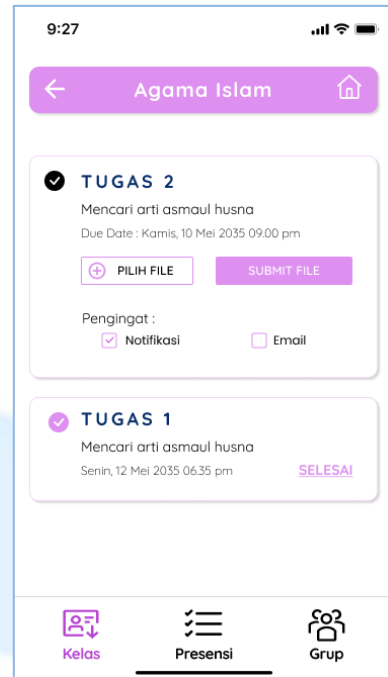 9:27
Agama Islam
TUGAS 2
Mencari arti asmaul husna
Due Date : Kamis, 10 Mei 2035 09.00 pm
PILIH FILE
SUBMIT FILE
Pengingat :
Notifikasi
Email
TUGAS 1
Mencari arti asmaul husna
Senin, 12 Mei 2035 06.35 pm
SELESAI
Kelas
Presensi
Grup